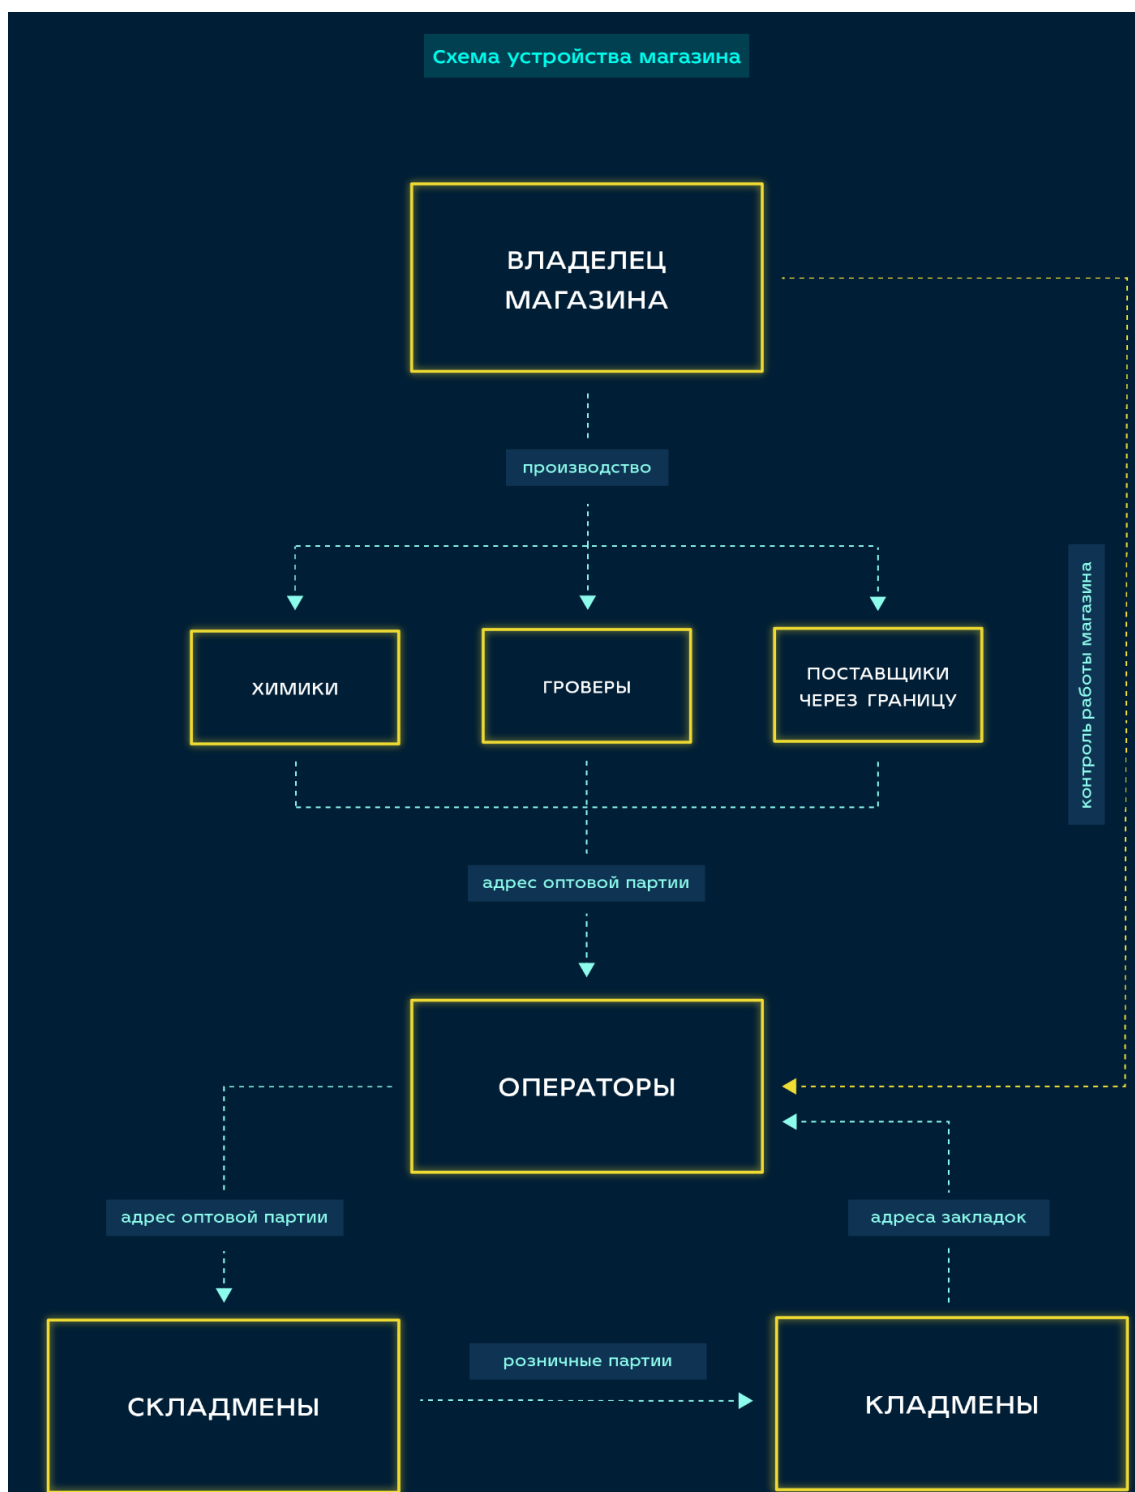 Схема устройства магазина
ВЛАДЕЛЕЦ
МАГАЗИНА
производство
контроль работы магазина
ХИМИКИ
ГРОВЕРЫ
ПОСТАВЩИКИ
ЧЕРЕЗ ГРАНИЦУ
адрес оптовой партии
ОПЕРАТОРЫ
адрес оптовой партии
адреса закладок
СКЛАДМЕНЫ
розничные партии
КЛАДМЕНЫ